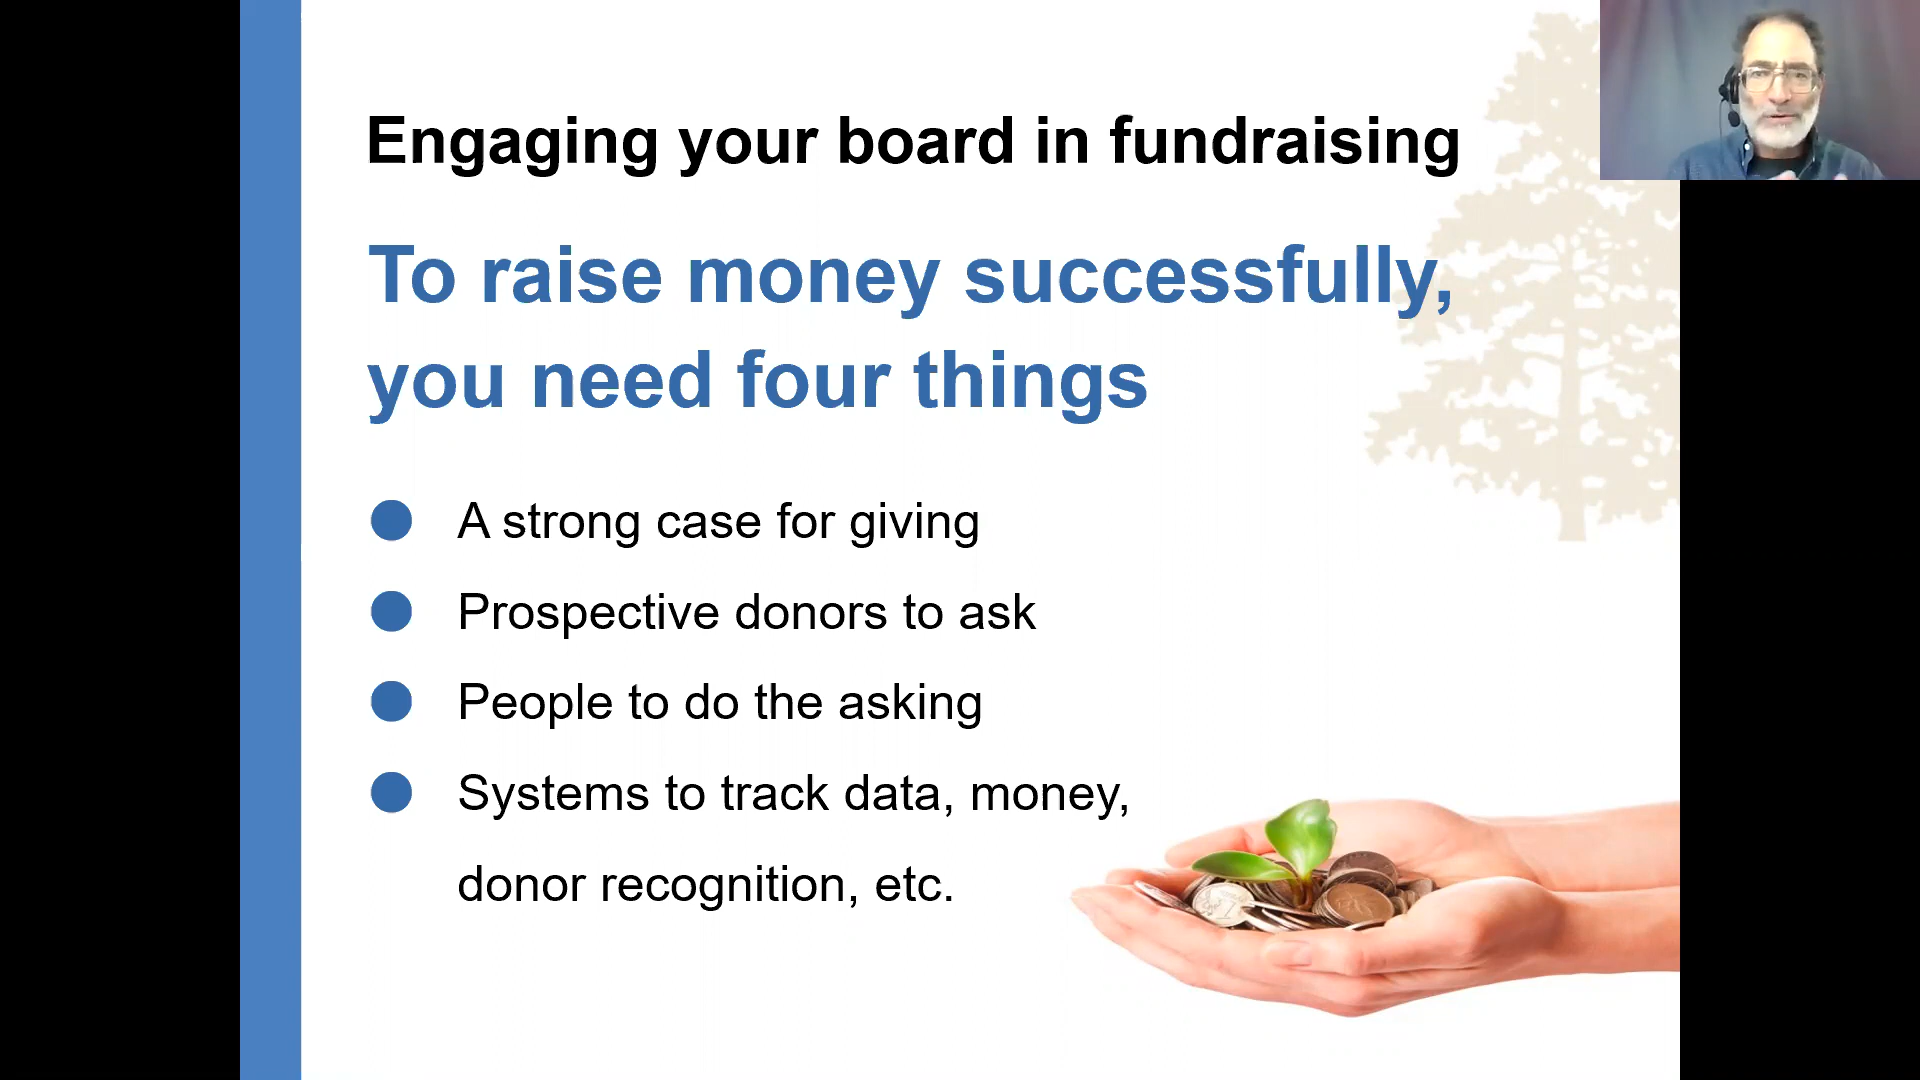 Engaging your board in fundraising
To raise money successfully,
you need four things
A strong case for giving
Prospective donors to ask
People to do the asking
Systems to track data, money,
donor recognition, etc.